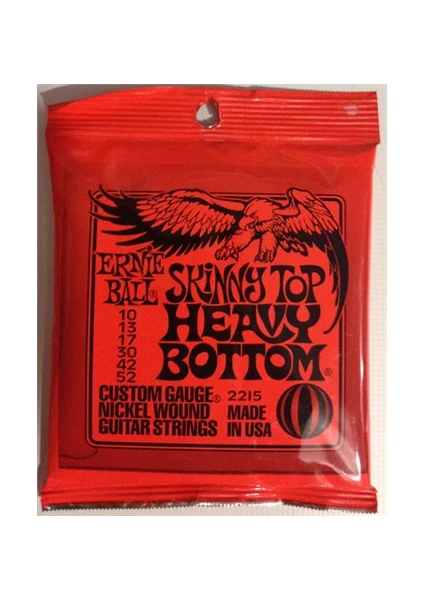 ERNIE
BALL®
SKINNY TOP
HEAVY
BOTTOM®
10
13
17
30
42
52
CUSTOM GAUGE® 2215
NICKEL WOUND MADE
GUITAR STRINGS IN USA